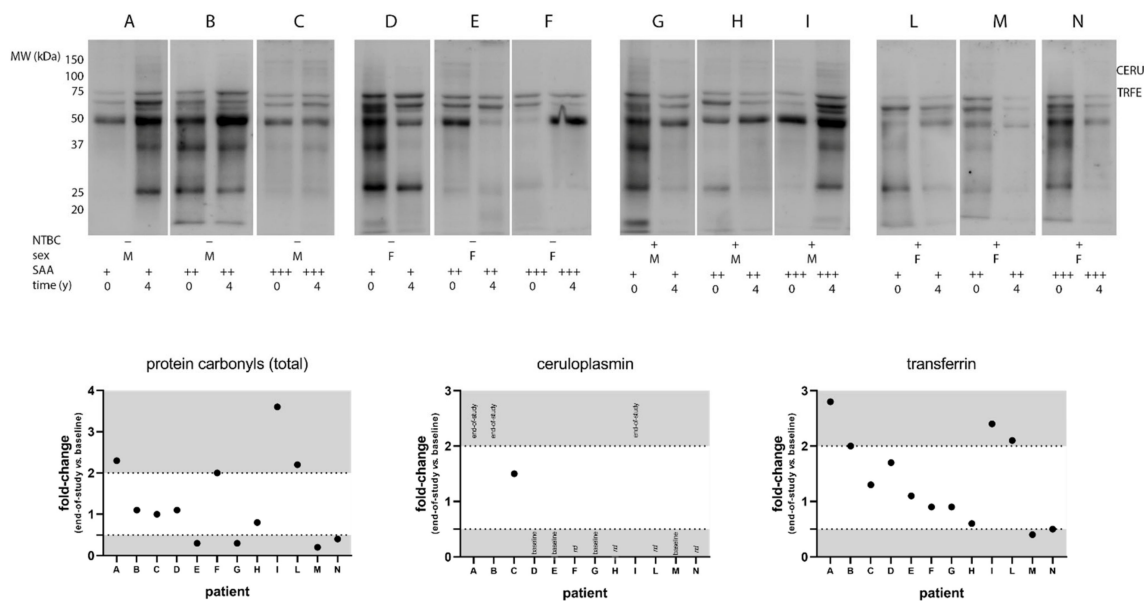 A B C D E F G H I L M N
MW (kDa)
150
100
75
50
37
25
20
CERU
TRFE
NTBC – – – – – – + + + + + +
sex M M M F F F M M M F F F
SAA + + ++ ++ +++ +++ + + ++ ++ +++ +++ + + ++ ++ +++ +++ + + ++ ++ +++ +++
time (y) 0 4 0 4 0 4 0 4 0 4 0 4 0 4 0 4 0 4 0 4 0 4 0 4
protein carbonyls (total)
fold-change
(end-of-study vs. baseline)
4
3
2
1
0
A B C D E F G H I L M N
patient
ceruloplasmin
fold-change
(end-of-study vs. baseline)
3
2
1
0
end-of-study
end-of-study
end-of-study
baseline
baseline
nd
baseline
nd
nd
baseline
nd
A B C D E F G H I L M N
patient
transferrin
fold-change
(end-of-study vs. baseline)
3
2
1
0
A B C D E F G H I L M N
patient